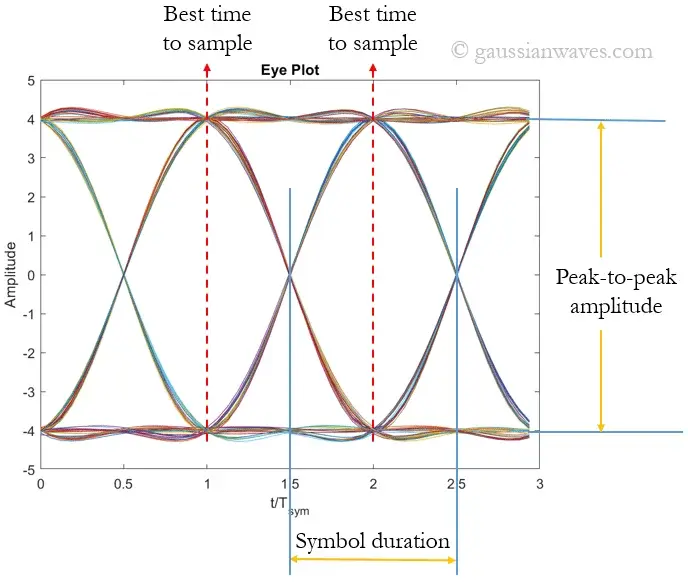 Best time
to sample
Best time
to sample
© gaussianwaves.com
Eye Plot
5
4
3
2
1
0
-1
-2
-3
-4
-5
Amplitude
Peak-to-peak
amplitude
0
0.5
1
1.5
2
2.5
3
t/Tsym
Symbol duration